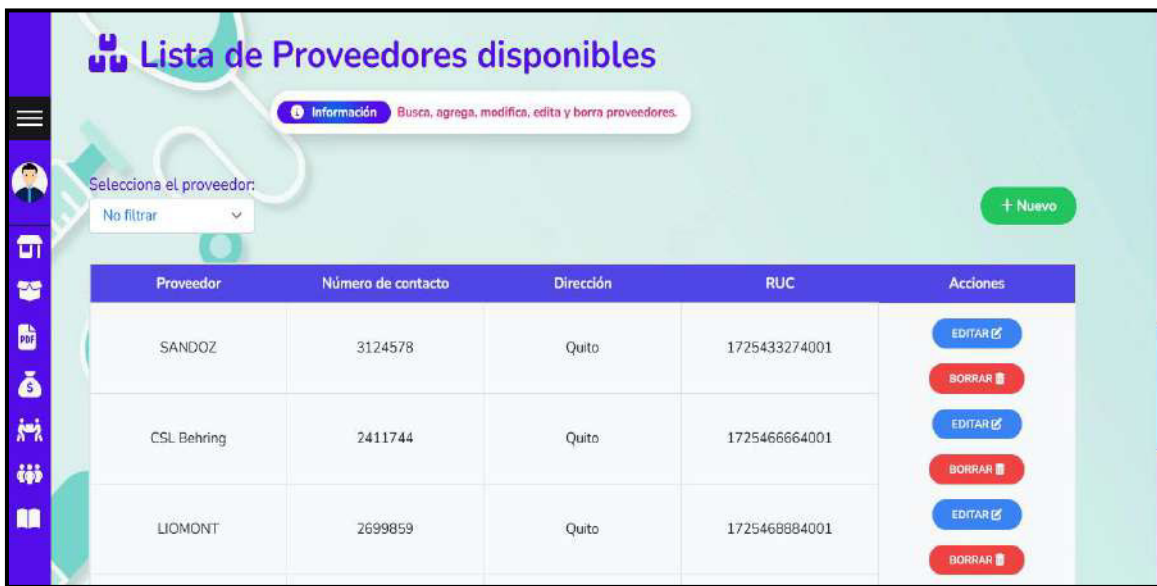 Lista de Proveedores disponibles
Información Busca, agrega, modifica, edita y borra proveedores.
Selecciona el proveedor:
No filtrar
+ Nuevo
Proveedor Número de contacto Dirección RUC Acciones
SANDOZ 3124578 Quito 1725433274001 EDITAR
BORRAR
CSL Behring 2411744 Quito 1725466664001 EDITAR
BORRAR
LIOMONT 2699859 Quito 1725468884001 EDITAR
BORRAR
PDF
$